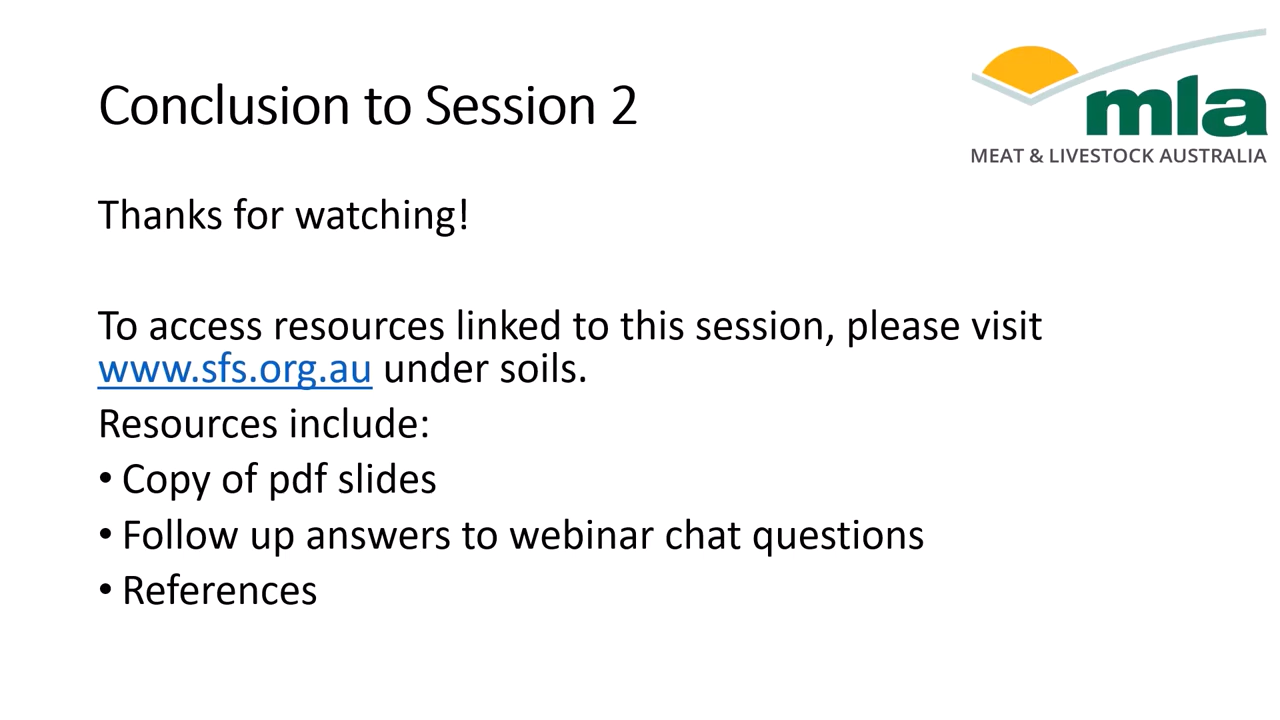 Conclusion to Session 2
mla
MEAT & LIVESTOCK AUSTRALIA
Thanks for watching!
To access resources linked to this session, please visit
www.sfs.org.au under soils.
Resources include:
• Copy of pdf slides
• Follow up answers to webinar chat questions
• References